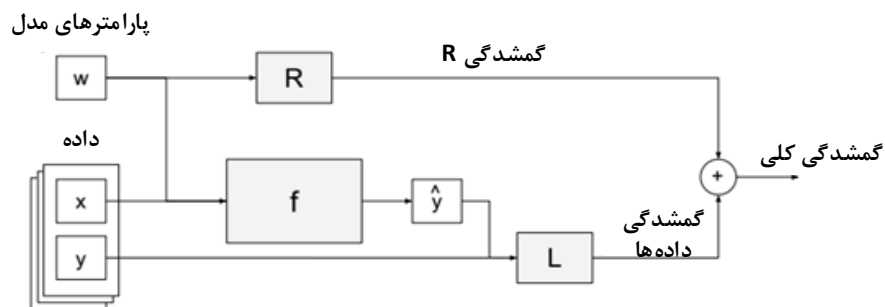 پارامترهای مدل
w
R
گمشدگی R
داده
x
y
f
ŷ
L
+
گمشدگی
داده‌ها
گمشدگی کلی